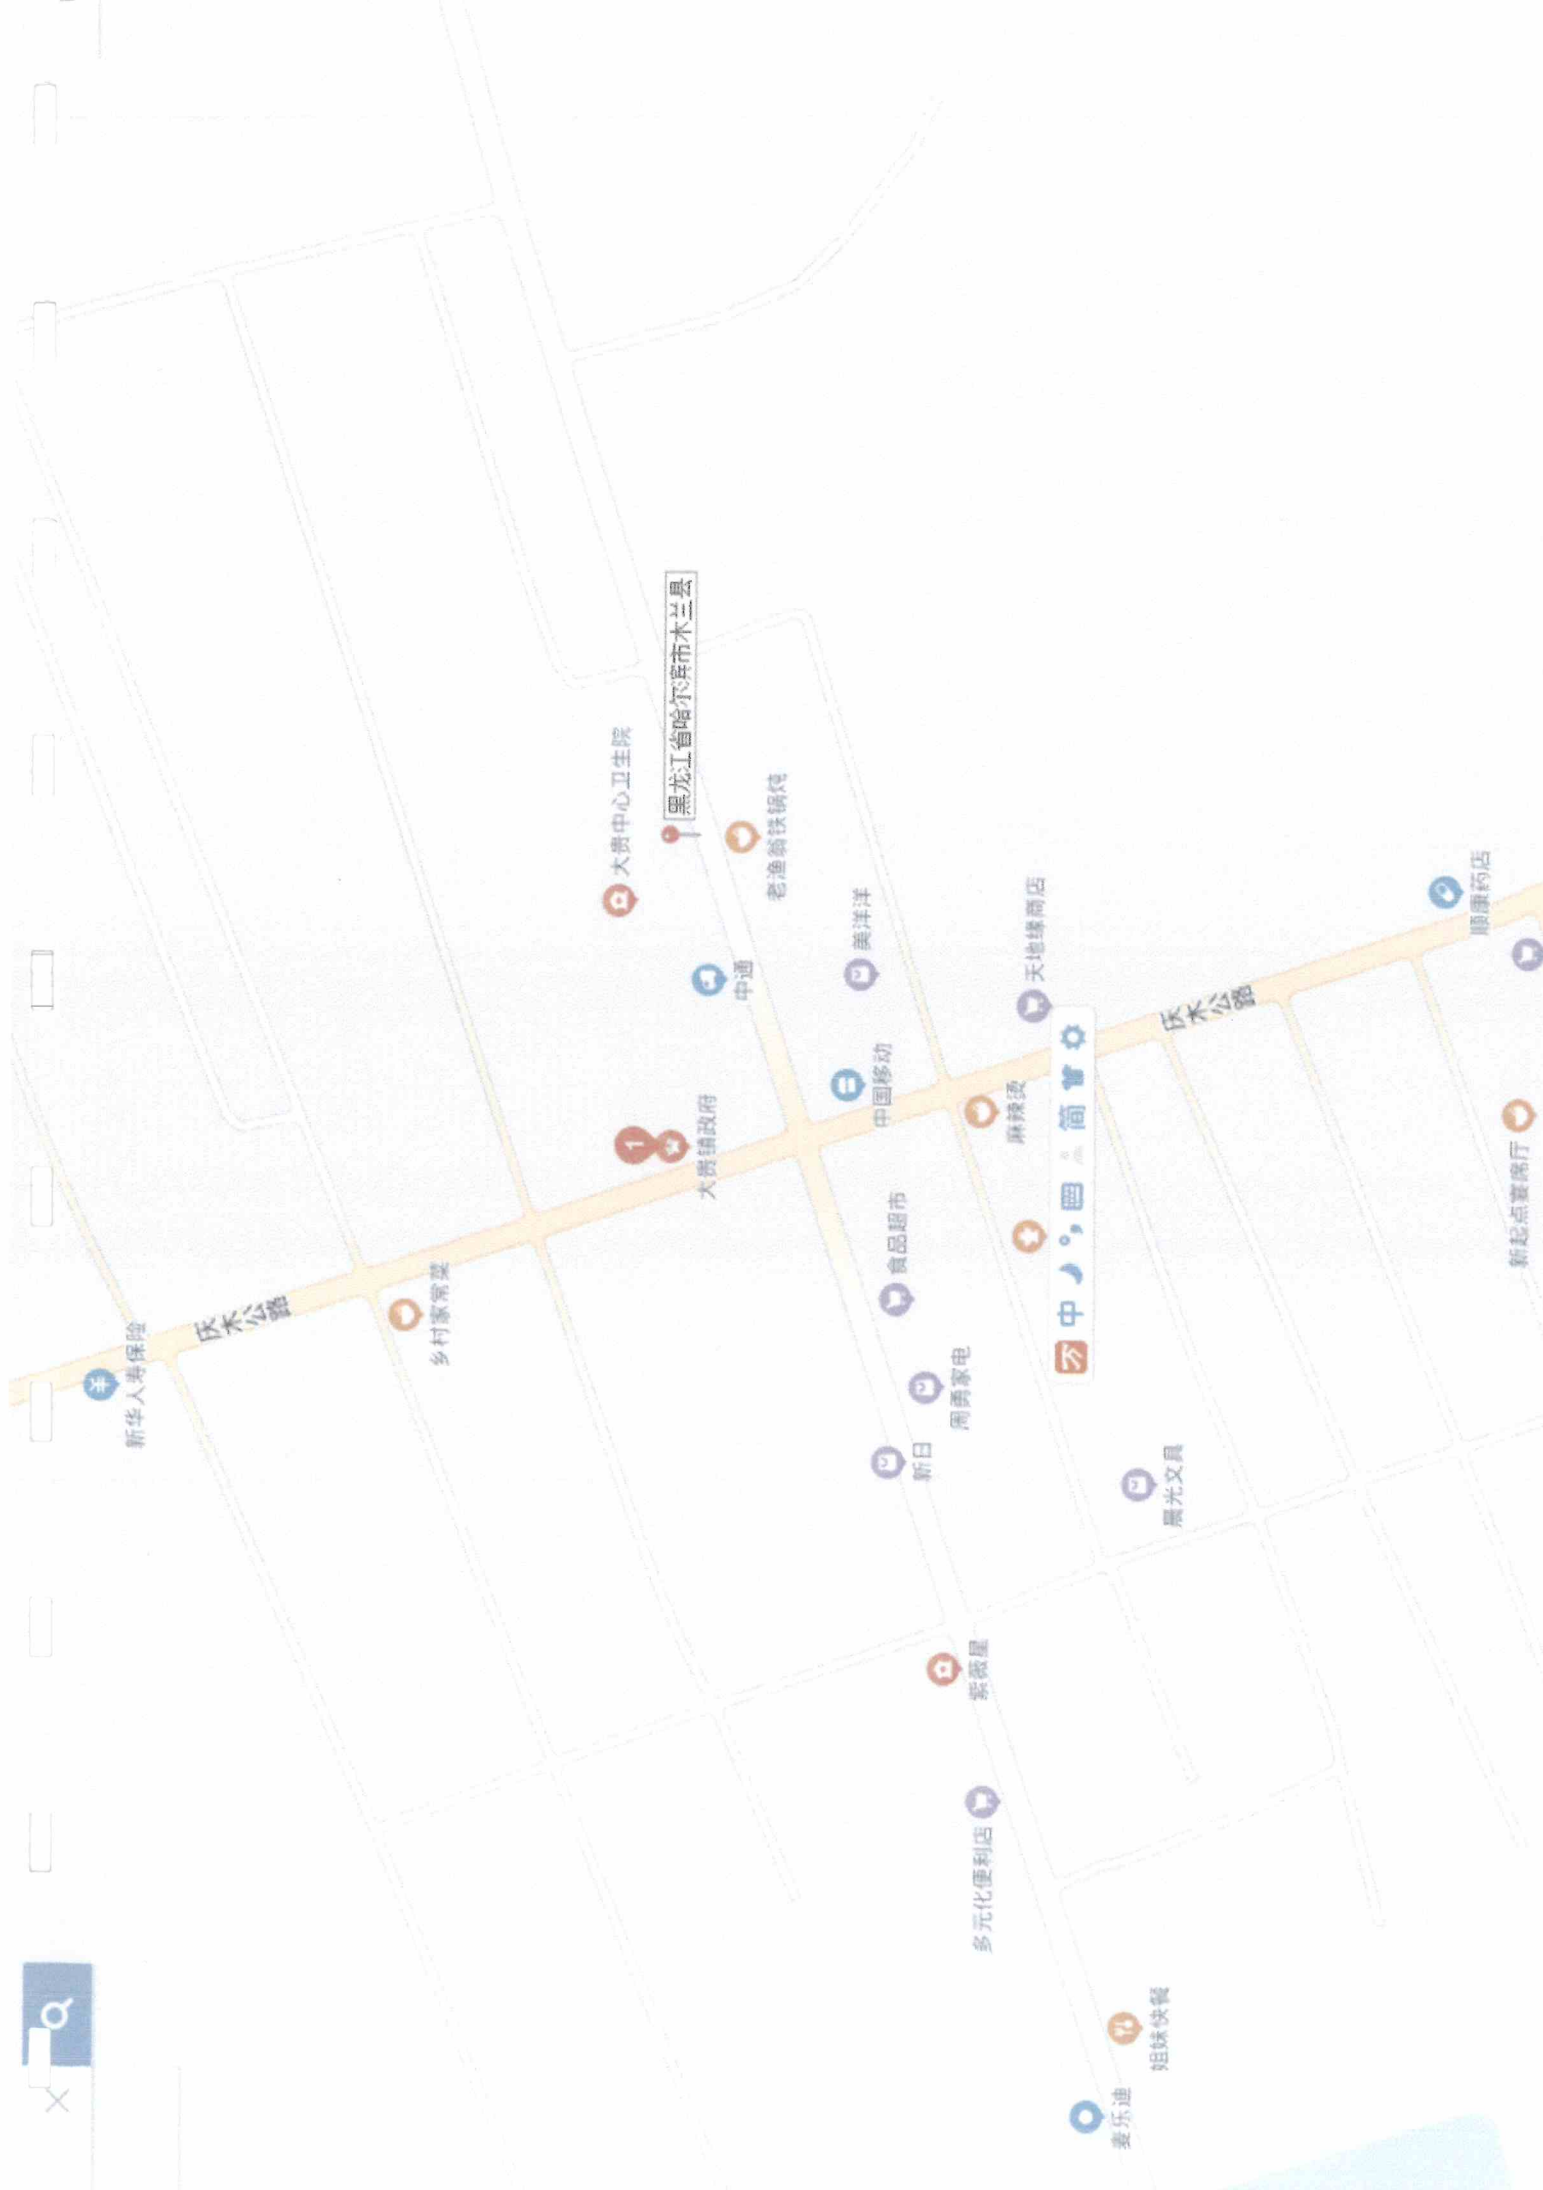 新华人寿保险
庆木公路
乡村家常菜
大贵中心卫生院
1
黑龙江省哈尔滨市木兰县
大贵镇政府
中通
老渔翁铁锅炖
美洋洋
中国移动
食品超市
新日
周勇家电
紫薇星
多元化便利店
麻辣烫
天地缘商店
中 简
麦乐迪
姐妹快餐
晨光文具
庆木公路
顺康药店
新起点宴席厅